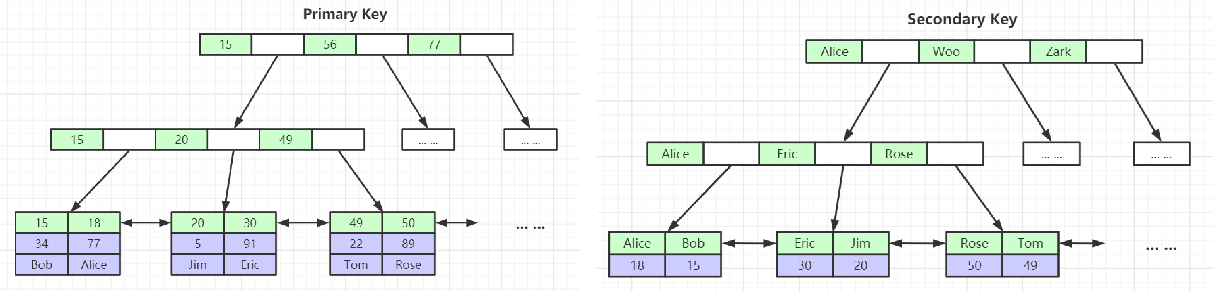 Primary Key
15 56 77
15 20 49 ... ... ... ...
15 18 20 30 49 50 ... ...
34 77 5 91 22 89
Bob Alice Jim Eric Tom Rose
Secondary Key
Alice Woo Zark
Alice Eric Rose ... ... ... ...
Alice Bob Eric Jim Rose Tom ... ...
18 15 30 20 50 49